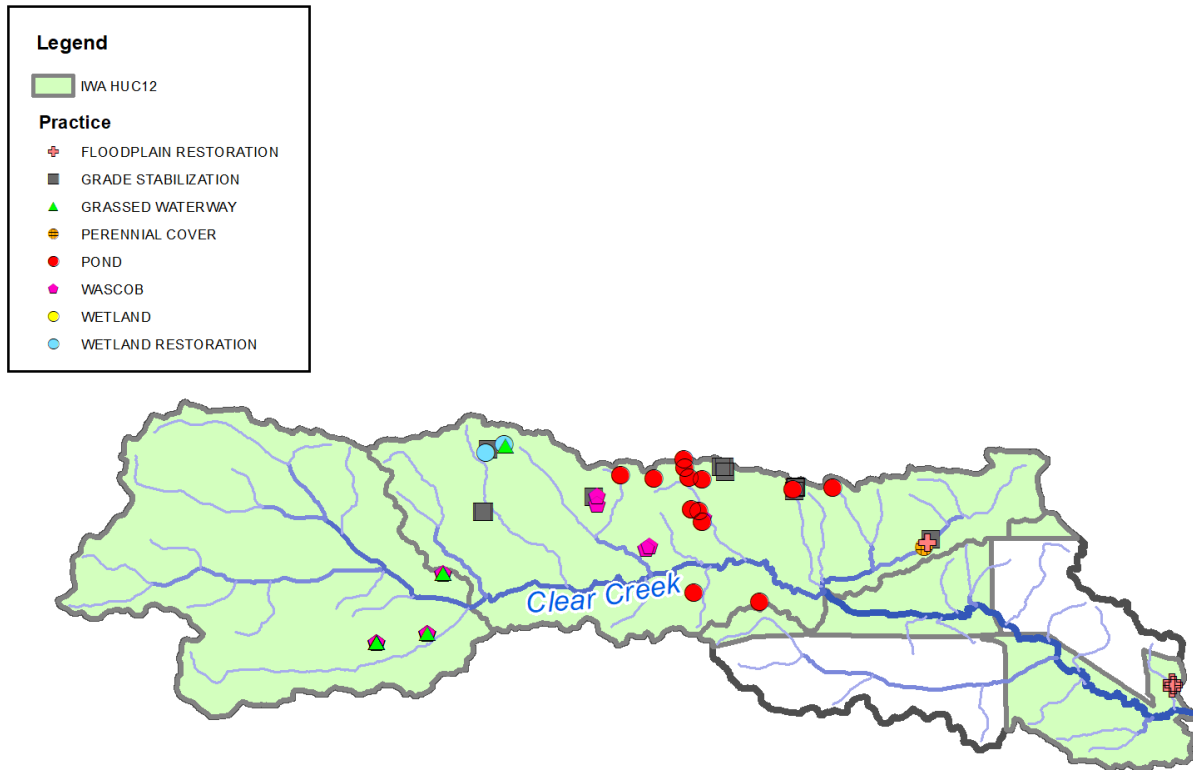 Legend
IWA HUC12
Practice
FLOODPLAIN RESTORATION
GRADE STABILIZATION
GRASSED WATERWAY
PERENNIAL COVER
POND
WASCOB
WETLAND
WETLAND RESTORATION
Clear Creek